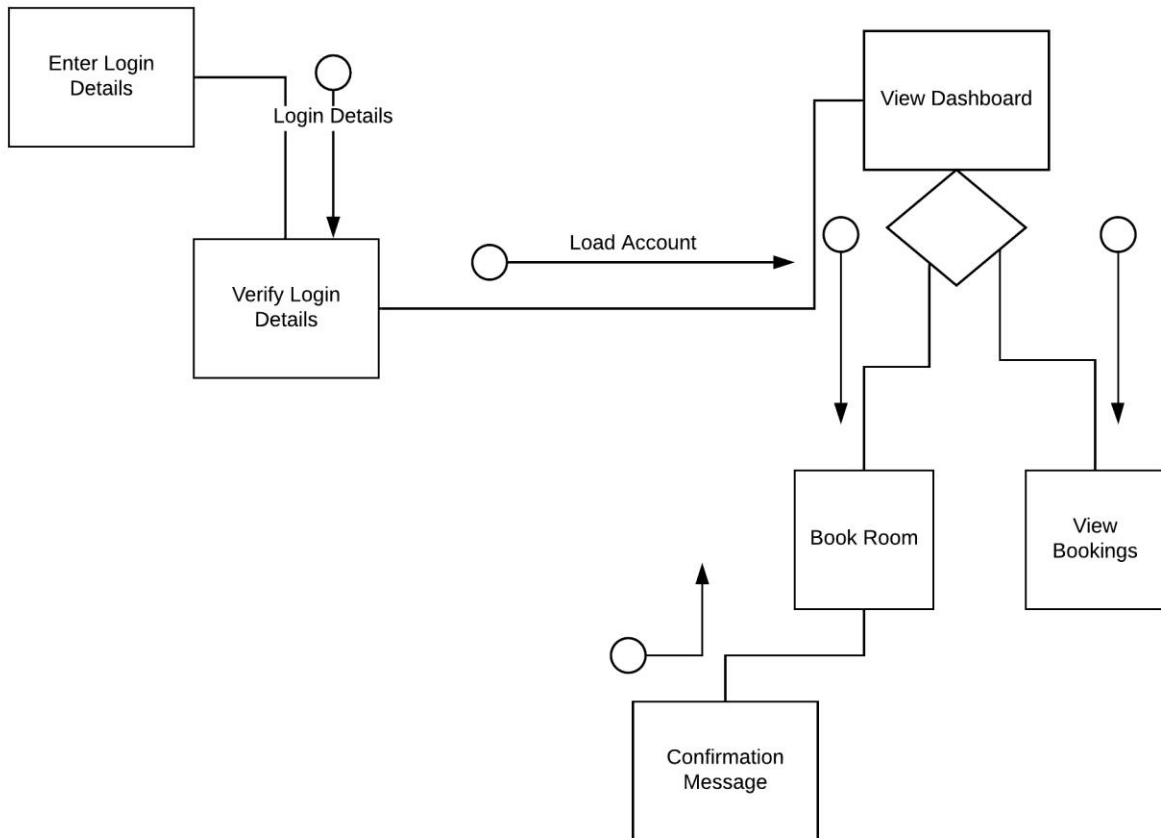 Enter Login
Details
Login Details
View Dashboard
Load Account
Verify Login
Details
Book Room
View
Bookings
Confirmation
Message